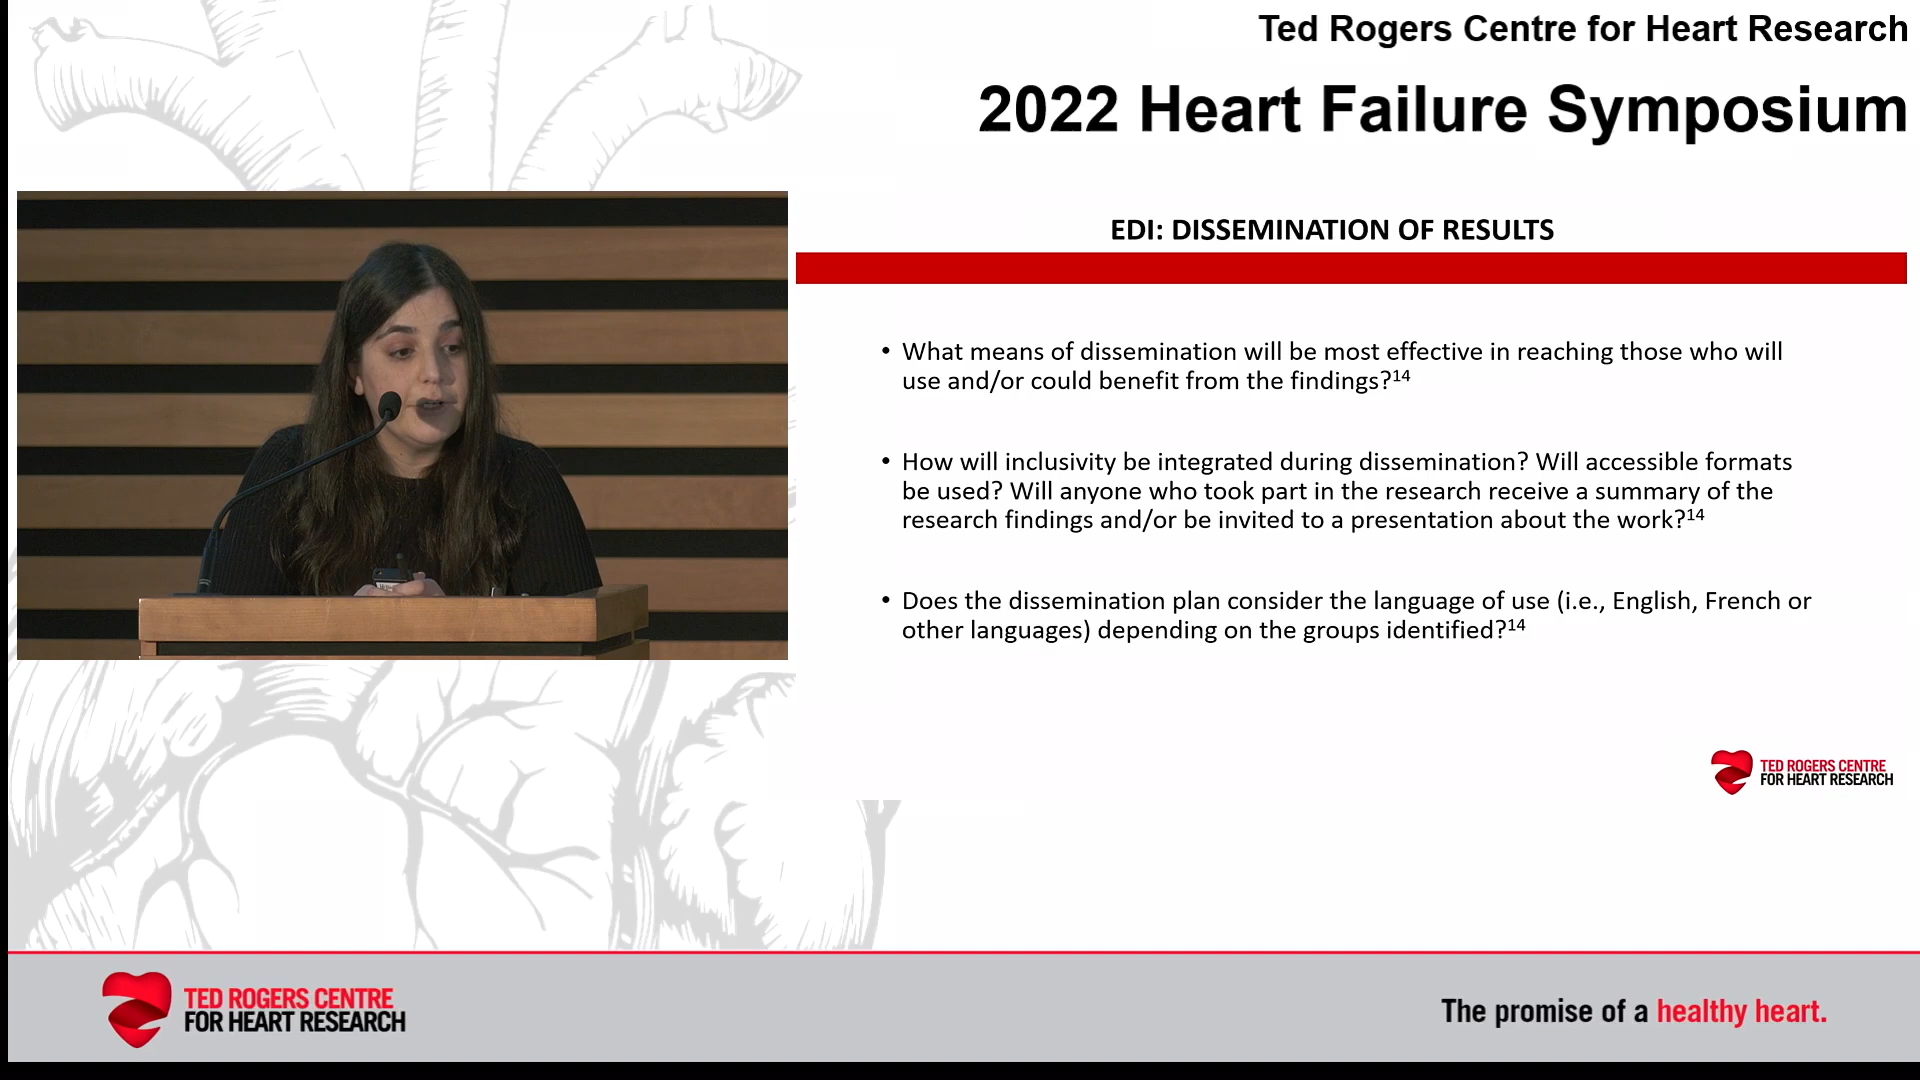 Ted Rogers Centre for Heart Research
2022 Heart Failure Symposium
EDI: DISSEMINATION OF RESULTS
• What means of dissemination will be most effective in reaching those who will
use and/or could benefit from the findings?¹⁴
• How will inclusivity be integrated during dissemination? Will accessible formats
be used? Will anyone who took part in the research receive a summary of the
research findings and/or be invited to a presentation about the work?¹⁴
• Does the dissemination plan consider the language of use (i.e., English, French or
other languages) depending on the groups identified?¹⁴
TED ROGERS CENTRE
FOR HEART RESEARCH
TED ROGERS CENTRE
FOR HEART RESEARCH
The promise of a healthy heart.